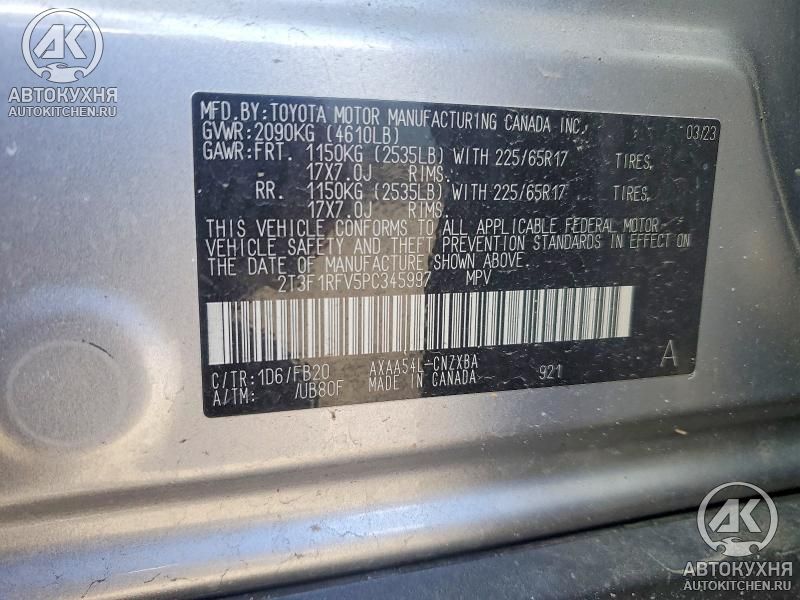 АК
АВТОКУХНЯ
AUTOKITCHEN.RU
MFD.BY:TOYOTA MOTOR MANUFACTURING CANADA INC, 03/23
GVWR:2090KG (4610LB)
GAWR:FRT. 1150KG (2535LB) WITH 225/65R17 TIRES,
17X7.0J RIMS,
RR. 1150KG (2535LB) WITH 225/65R17 TIRES,
17X7.0J RIMS,
THIS VEHICLE CONFORMS TO ALL APPLICABLE FEDERAL MOTOR
VEHICLE SAFETY AND THEFT PREVENTION STANDARDS IN EFFECT ON
THE DATE OF MANUFACTURE SHOWN ABOVE.
2T3F1RFV5PC345997 MPV
C/TR:1D6/FB20 AXAA54L-CNZXBA 921 A
A/TM: /UB80F MADE IN CANADA
АК
АВТОКУХНЯ
AUTOKITCHEN.RU